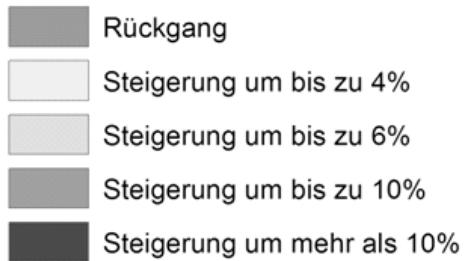 Rückgang
Steigerung um bis zu 4%
Steigerung um bis zu 6%
Steigerung um bis zu 10%
Steigerung um mehr als 10%